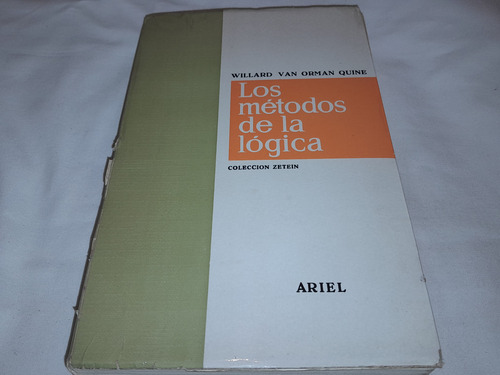 WILLARD VAN ORMAN QUINE
Los
métodos
de la
lógica
COLECCION ZETEIN
ARIEL